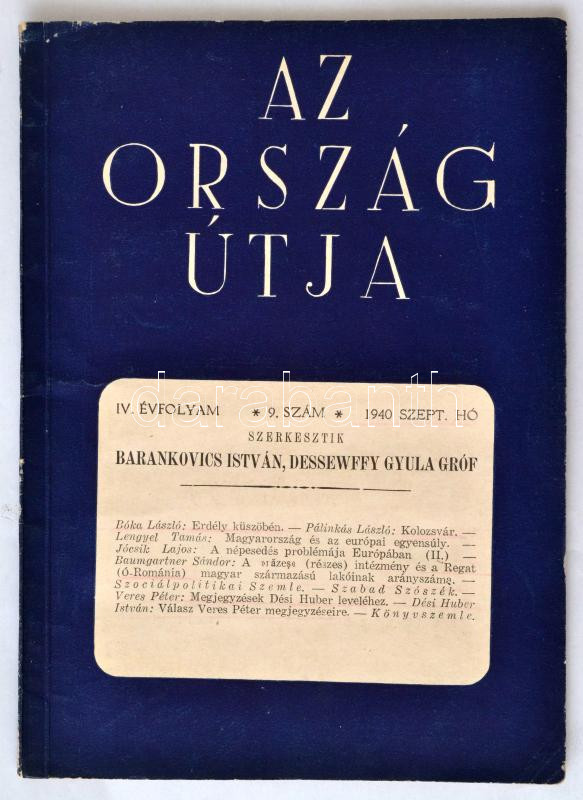 AZ
ORSZÁG
ÚTJA
IV. ÉVFOLYAM * 9. SZÁM * 1940 SZEPT. HÓ
SZERKESZTIK
BARANKOVICS ISTVÁN, DESSEWFFY GYULA GRÓF
Bóka László: Erdély küszöbén. — Pálinkás László: Kolozsvár. —
Lengyel Tamás: Magyarország és az európai egyensúly. —
Jócsik Lajos: A népesedés problémája Európában (II.) —
Baumgartner Sándor: A (részes) intézmény és a Regat
(ó-Románia) magyar származású lakóinak arányszáma. —
Szociálpolitikai Szemle. — Szabad Szószék. —
Veres Péter: Megjegyzések Dési Huber leveléhez. — Dési Huber
István: Válasz Veres Péter megjegyzéseire. — Könyvszemle.
darabanth